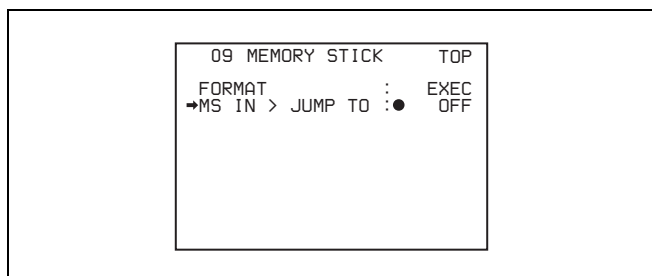 09 MEMORY STICK TOP
FORMAT : EXEC
➡MS IN > JUMP TO :● OFF